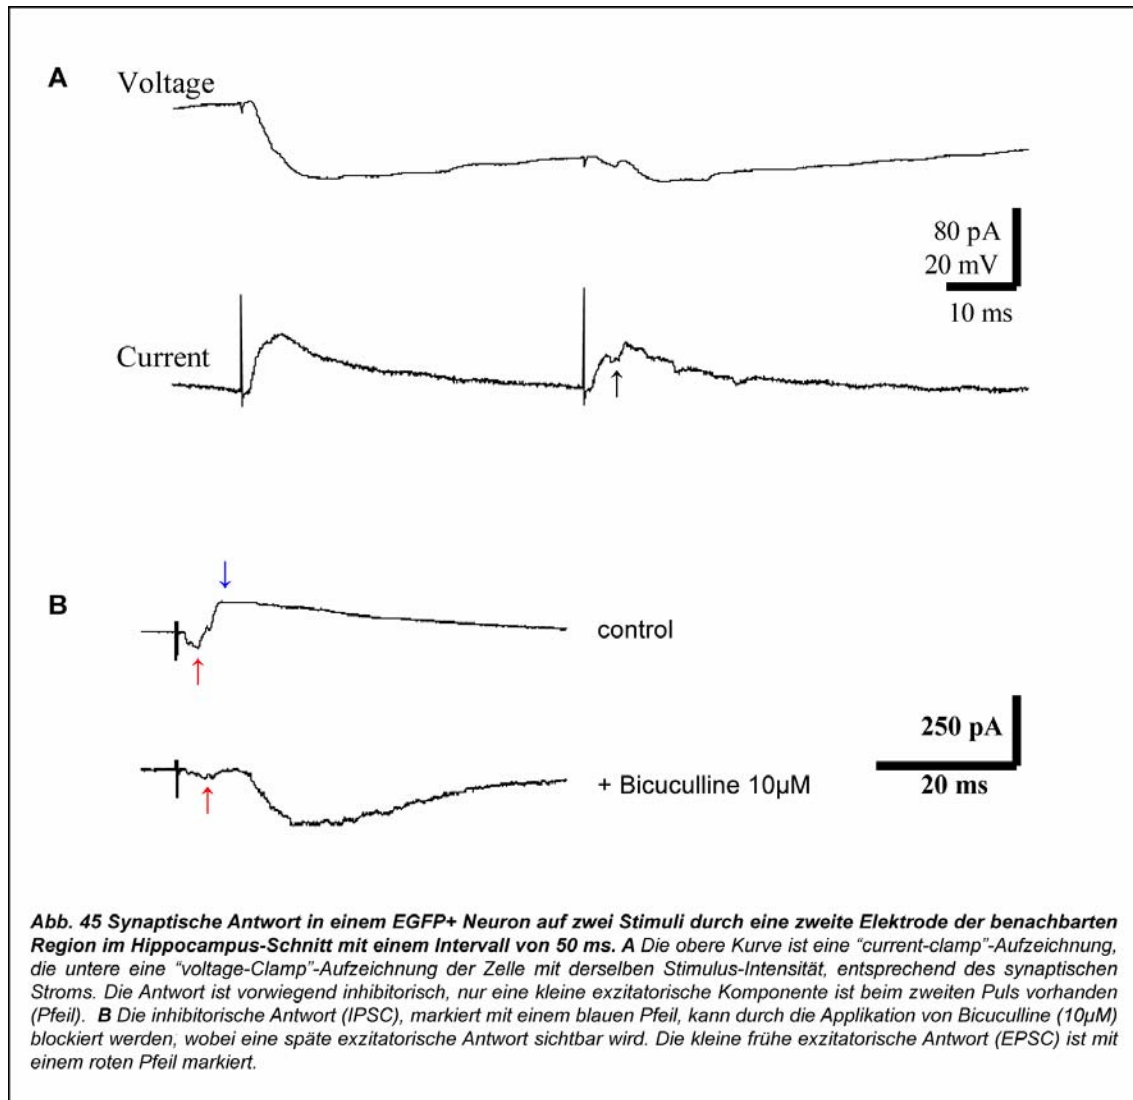 A
Voltage
80 pA
20 mV
10 ms
Current
B
control
250 pA
+ Bicuculline 10µM
20 ms
Abb. 45 Synaptische Antwort in einem EGFP+ Neuron auf zwei Stimuli durch eine zweite Elektrode der benachbarten
Region im Hippocampus-Schnitt mit einem Intervall von 50 ms. A Die obere Kurve ist eine “current-clamp”-Aufzeichnung,
die untere eine “voltage-Clamp”-Aufzeichnung der Zelle mit derselben Stimulus-Intensität, entsprechend des synaptischen
Stroms. Die Antwort ist vorwiegend inhibitorisch, nur eine kleine exzitatorische Komponente ist beim zweiten Puls vorhanden
(Pfeil). B Die inhibitorische Antwort (IPSC), markiert mit einem blauen Pfeil, kann durch die Applikation von Bicuculline (10µM)
blockiert werden, wobei eine späte exzitatorische Antwort sichtbar wird. Die kleine frühe exzitatorische Antwort (EPSC) ist mit
einem roten Pfeil markiert.